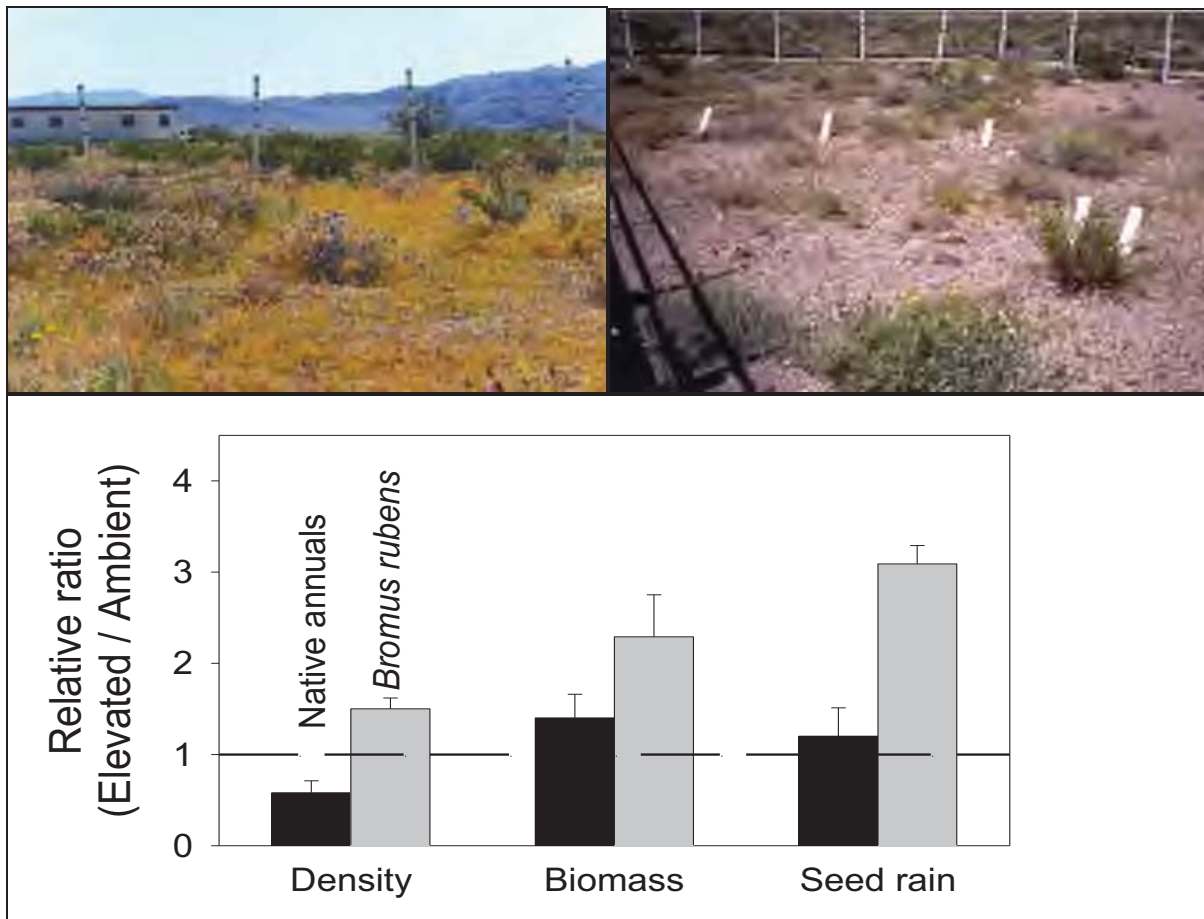 Relative ratio
(Elevated / Ambient)
4
3
2
1
0
Native annuals
Bromus rubens
Density
Biomass
Seed rain